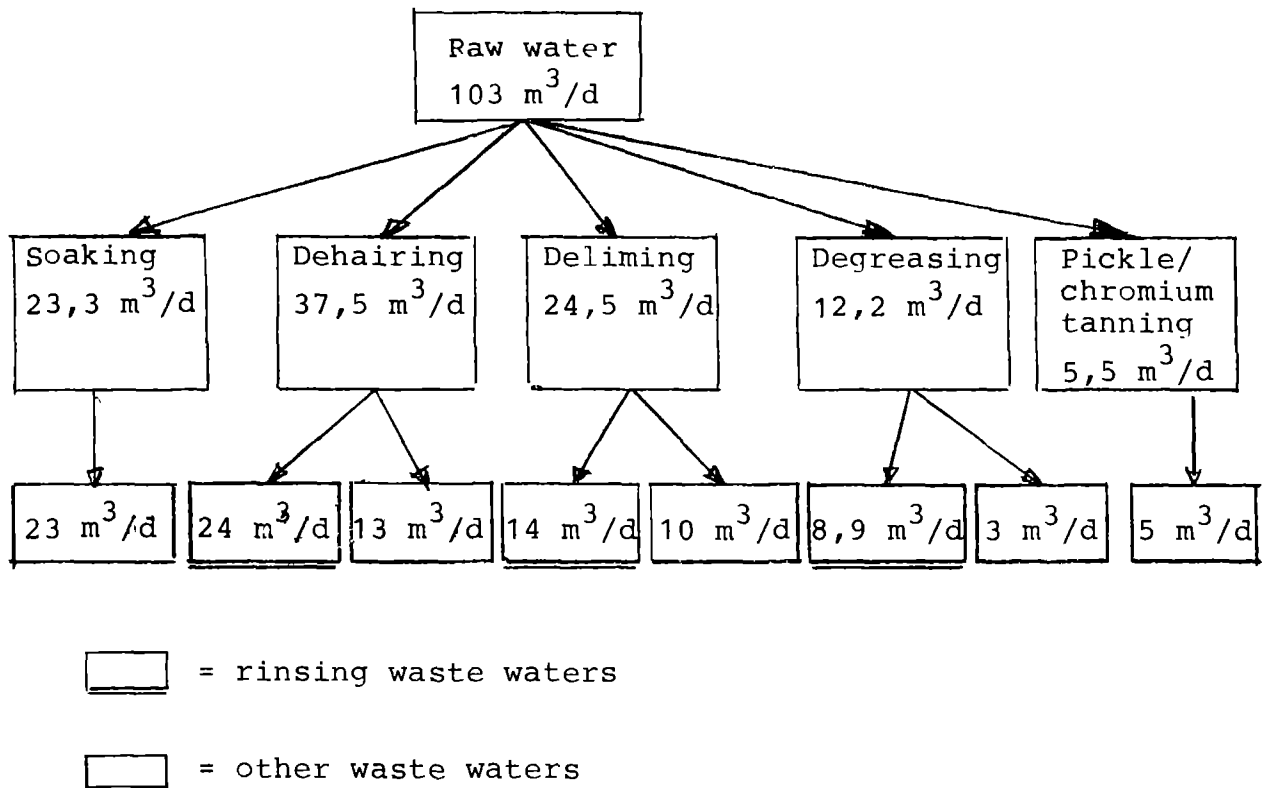 Raw water
103 m³/d
Soaking
23,3 m³/d
Dehairing
37,5 m³/d
Deliming
24,5 m³/d
Degreasing
12,2 m³/d
Pickle/
chromium
tanning
5,5 m³/d
23 m³/d
24 m³/d
13 m³/d
14 m³/d
10 m³/d
8,9 m³/d
3 m³/d
5 m³/d
= rinsing waste waters
= other waste waters